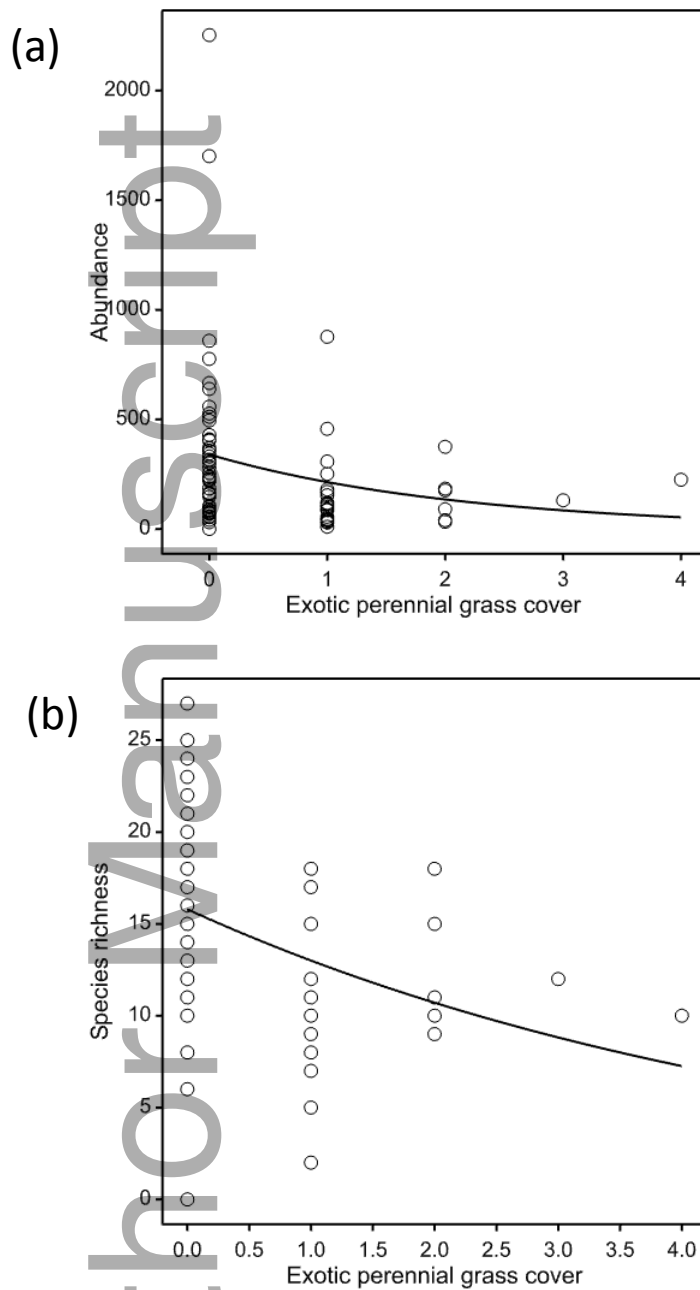 (a)
2000
1500
1000
500
0
Abundance
0 1 2 3 4
Exotic perennial grass cover
(b)
25
20
15
10
5
0
Species richness
0.0 0.5 1.0 1.5 2.0 2.5 3.0 3.5 4.0
Exotic perennial grass cover
hor Manuscript